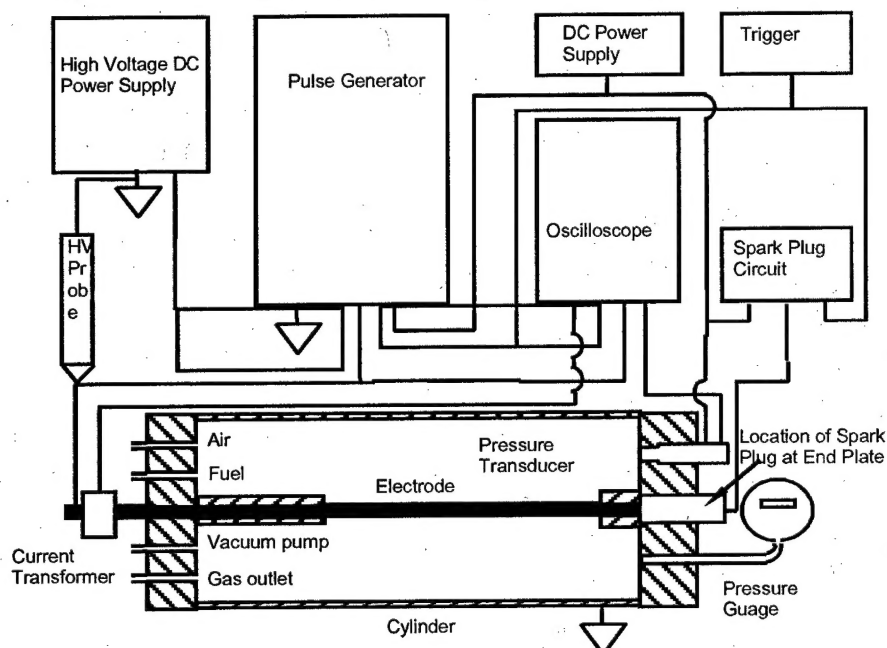 High Voltage DC
Power Supply
Pulse Generator
DC Power
Supply
Trigger
Oscilloscope
Spark Plug
Circuit
HV
Pr
ob
e
Air
Fuel
Pressure
Transducer
Electrode
Location of Spark
Plug at End Plate
Vacuum pump
Gas outlet
Current
Transformer
Pressure
Guage
Cylinder